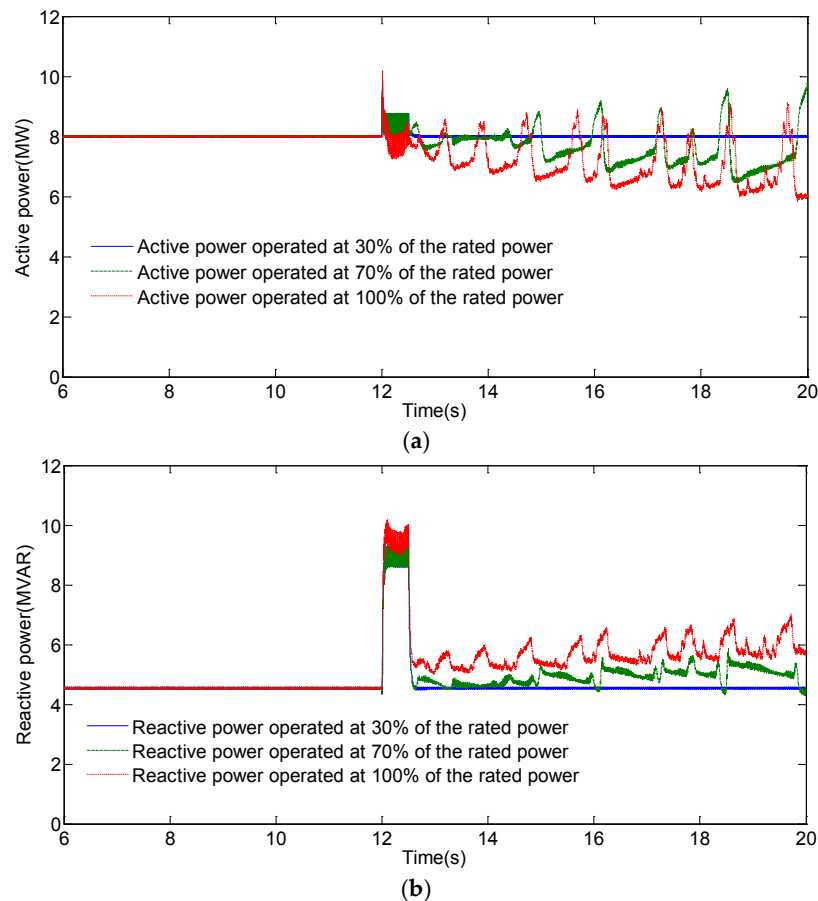 12
10
8
6
4
2
0
Active power(MW)
Active power operated at 30% of the rated power
Active power operated at 70% of the rated power
Active power operated at 100% of the rated power
6 8 10 12 14 16 18 20
Time(s)
(a)
12
10
8
6
4
2
0
Reactive power(MVAR)
Reactive power operated at 30% of the rated power
Reactive power operated at 70% of the rated power
Reactive power operated at 100% of the rated power
6 8 10 12 14 16 18 20
Time(s)
(b)